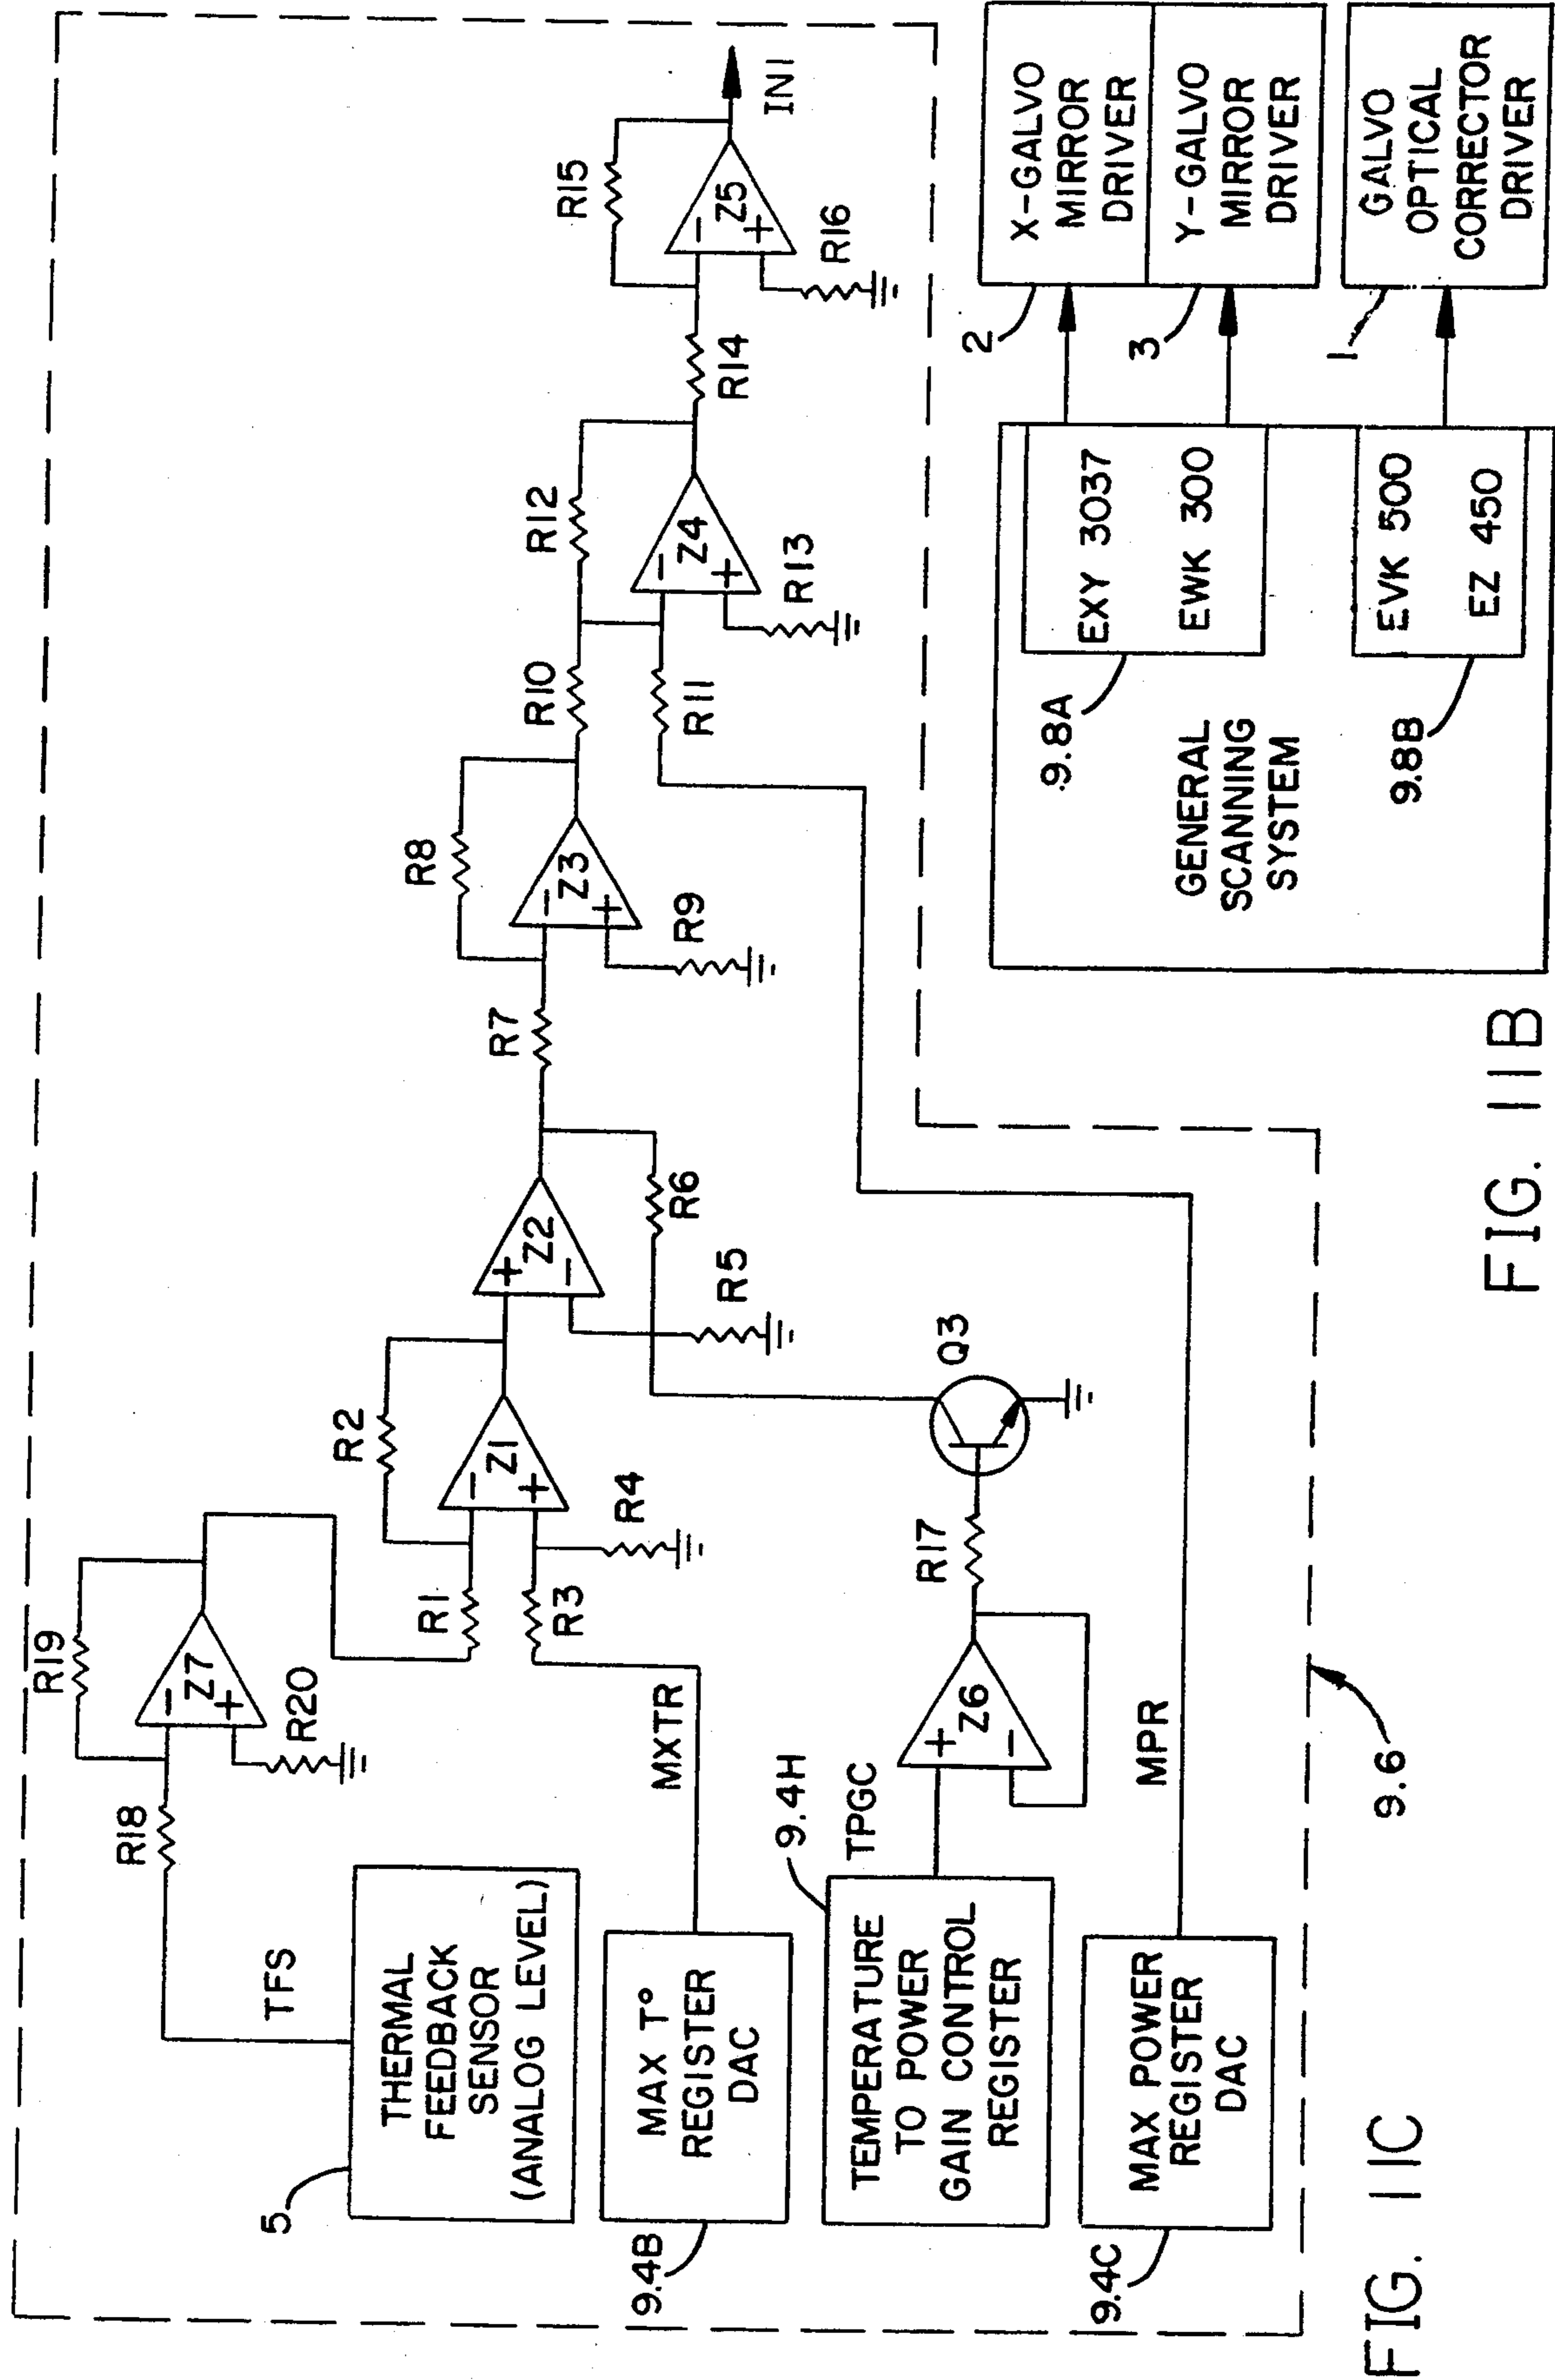 R19
R18
Z7
−
+
R20
TFS
5
THERMAL
FEEDBACK
SENSOR
(ANALOG LEVEL)
R1
R2
R3
R4
Z1
−
+
MXTR
9.4B
MAX T°
REGISTER
DAC
Z2
+
−
R5
R6
R7
R8
Z3
−
+
R9
R10
R11
R12
Z4
−
+
R13
R14
R15
Z5
−
+
R16
IN1
9.4H
TPGC
TEMPERATURE
TO POWER
GAIN CONTROL
REGISTER
Z6
+
−
R17
Q3
9.4C
MAX POWER
REGISTER
DAC
MPR
9.6
FIG. 11C
GENERAL
SCANNING
SYSTEM
9.8A
EXY 3037
EWK 300
9.8B
EVK 500
EZ 450
2
X-GALVO
MIRROR
DRIVER
3
Y-GALVO
MIRROR
DRIVER
1
GALVO
OPTICAL
CORRECTOR
DRIVER
FIG. 11B